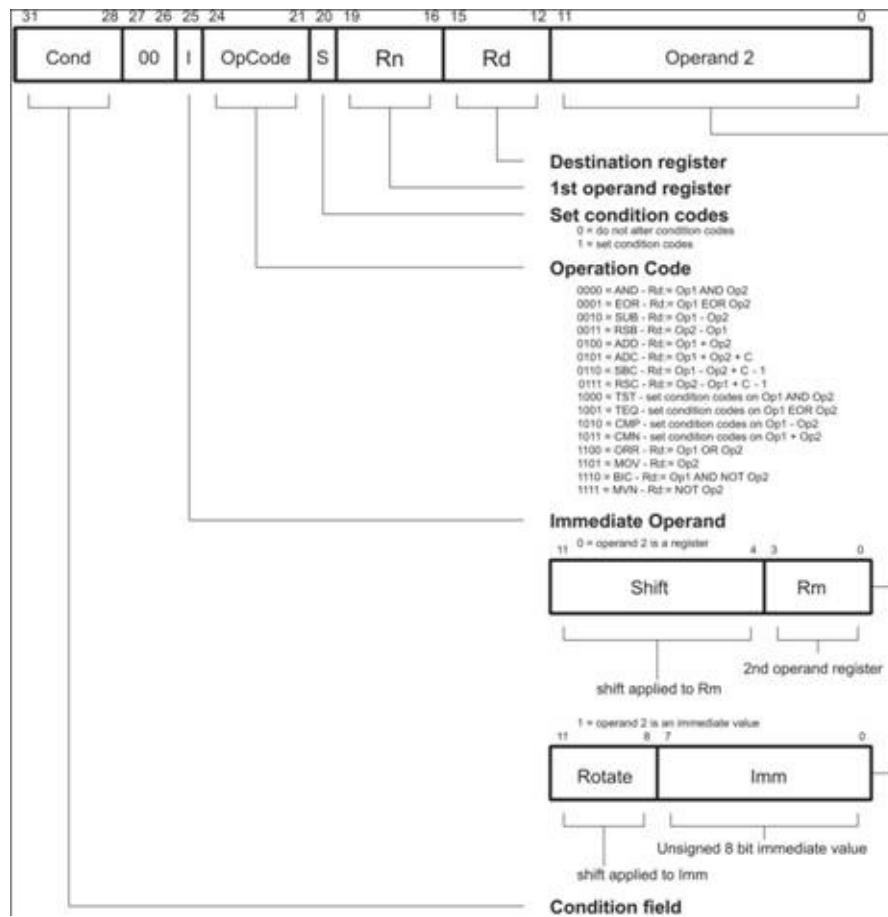 31 28 27 26 25 24 21 20 19 16 15 12 11 0
Cond 00 I OpCode S Rn Rd Operand 2
Destination register
1st operand register
Set condition codes
0 = do not alter condition codes
1 = set condition codes
Operation Code
0000 = AND - Rd:= Op1 AND Op2
0001 = EOR - Rd:= Op1 EOR Op2
0010 = SUB - Rd:= Op1 - Op2
0011 = RSB - Rd:= Op2 - Op1
0100 = ADD - Rd:= Op1 + Op2
0101 = ADC - Rd:= Op1 + Op2 + C
0110 = SBC - Rd:= Op1 - Op2 + C - 1
0111 = RSC - Rd:= Op2 - Op1 + C - 1
1000 = TST - set condition codes on Op1 AND Op2
1001 = TEQ - set condition codes on Op1 EOR Op2
1010 = CMP - set condition codes on Op1 - Op2
1011 = CMN - set condition codes on Op1 + Op2
1100 = ORR - Rd:= Op1 OR Op2
1101 = MOV - Rd:= Op2
1110 = BIC - Rd:= Op1 AND NOT Op2
1111 = MVN - Rd:= NOT Op2
Immediate Operand
0 = operand 2 is a register
11 4 3 0
Shift Rm
2nd operand register
shift applied to Rm
1 = operand 2 is an immediate value
11 8 7 0
Rotate Imm
Unsigned 8 bit immediate value
shift applied to Imm
Condition field